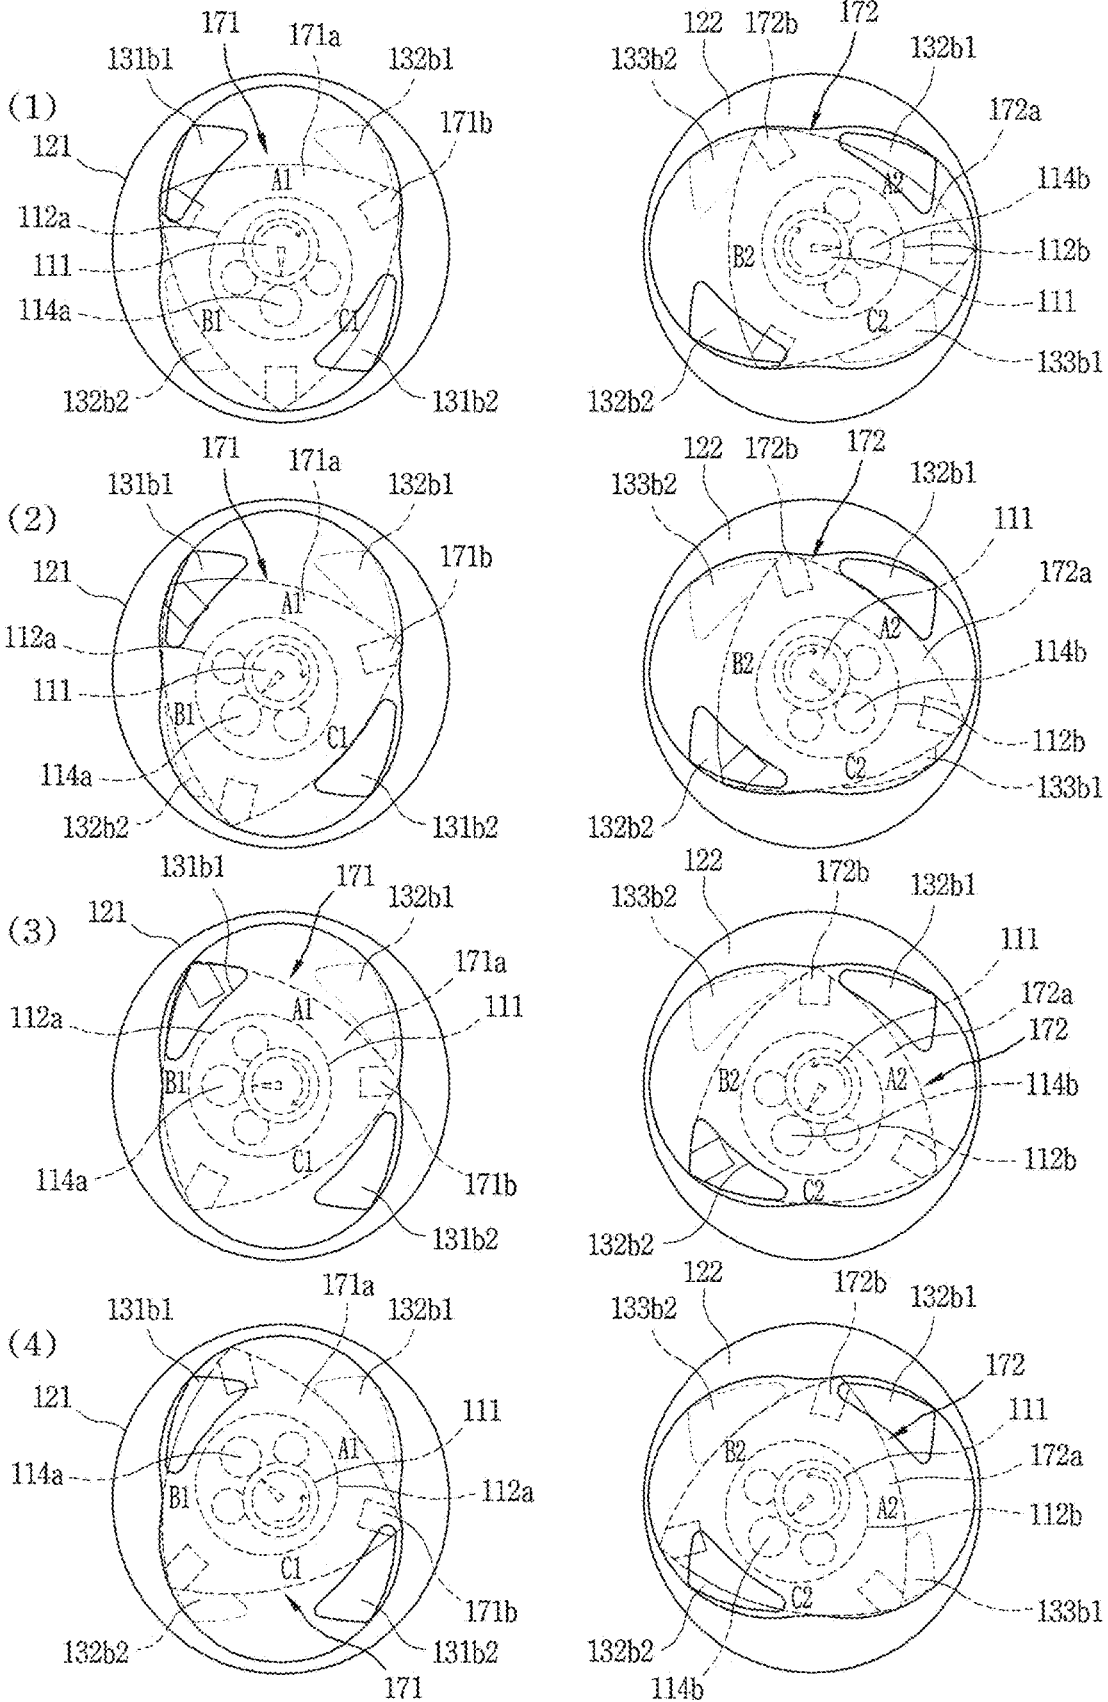 171 171a 131b1 132b1
(1) 121 171b
A1
112a
111
114a B1 C1
132b2 131b2
122 172b 172 132b1
133b2 172a
A2
114b
B2 112b
111
C2
133b1
132b2
171 171a 131b1 132b1
(2) 121 171b
A1
112a
111
B1 C1
114a
132b2 131b2
122 172b 172 132b1
133b2 111
172a
A2
B2 114b
112b
C2
133b1
132b2
131b1 171 132b1
(3) 121 171a
A1 111
112a
B1
C1
114a 171b
131b2
122 172b 132b1
133b2 111
172a
172
B2 A2
114b
112b
C2
132b2
171a
131b1 132b1
(4) 121
111
A1
114a
B1 112a
C1
171b
132b2 131b2
171
122 172b 132b1
133b2 172
111
B2 172a
A2
112b
C2
133b1
132b2
114b